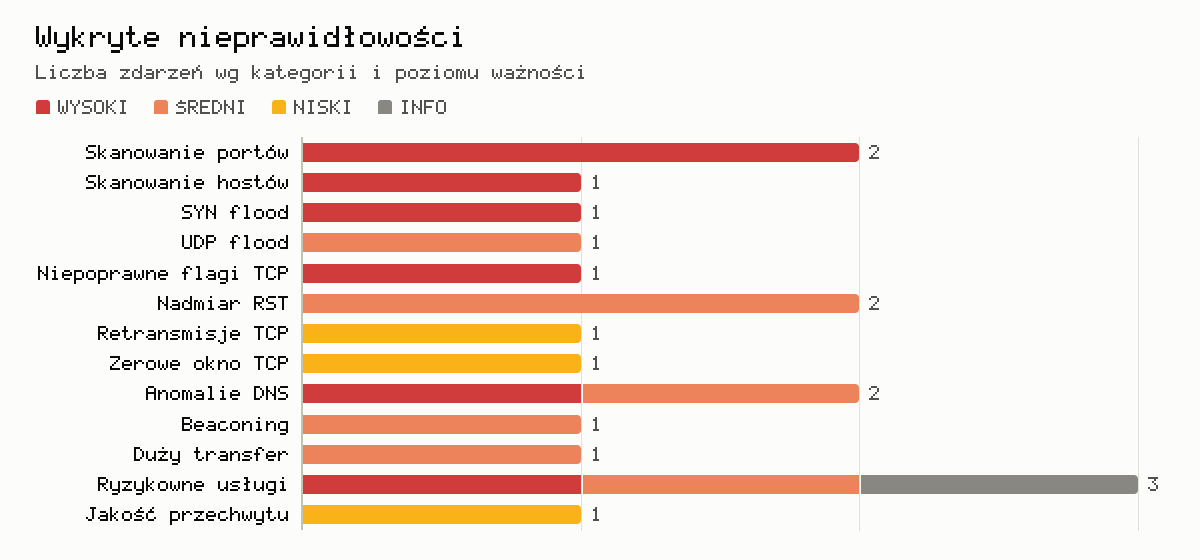 Wykryte nieprawidłowości
Liczba zdarzeń wg kategorii i poziomu ważności
WYSOKI ŚREDNI NISKI INFO
Skanowanie portów 2
Skanowanie hostów 1
SYN flood 1
UDP flood 1
Niepoprawne flagi TCP 1
Nadmiar RST 2
Retransmisje TCP 1
Zerowe okno TCP 1
Anomalie DNS 2
Beaconing 1
Duży transfer 1
Ryzykowne usługi 3
Jakość przechwytu 1